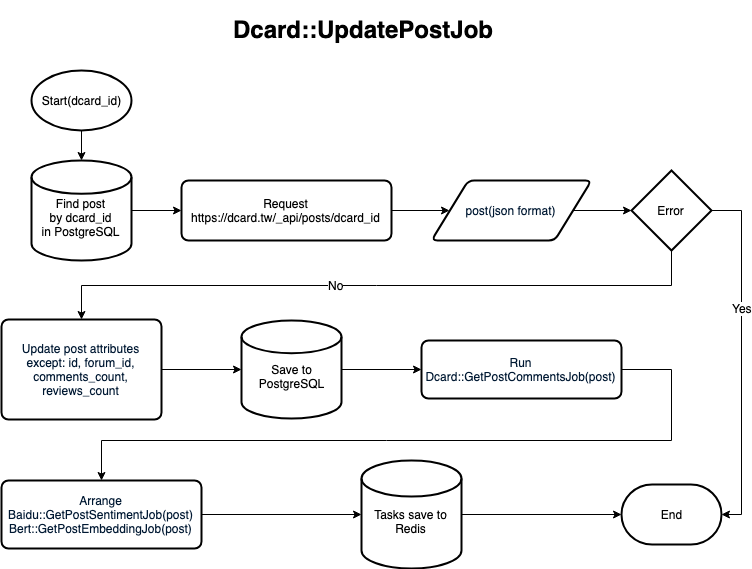 Dcard::UpdatePostJob
Start(dcard_id)
Find post
by dcard_id
in PostgreSQL
Request
https://dcard.tw/_api/posts/dcard_id
post(json format)
Error
No
Yes
Update post attributes
except: id, forum_id,
comments_count,
reviews_count
Save to
PostgreSQL
Run
Dcard::GetPostCommentsJob(post)
Arrange
Baidu::GetPostSentimentJob(post)
Bert::GetPostEmbeddingJob(post)
Tasks save to
Redis
End